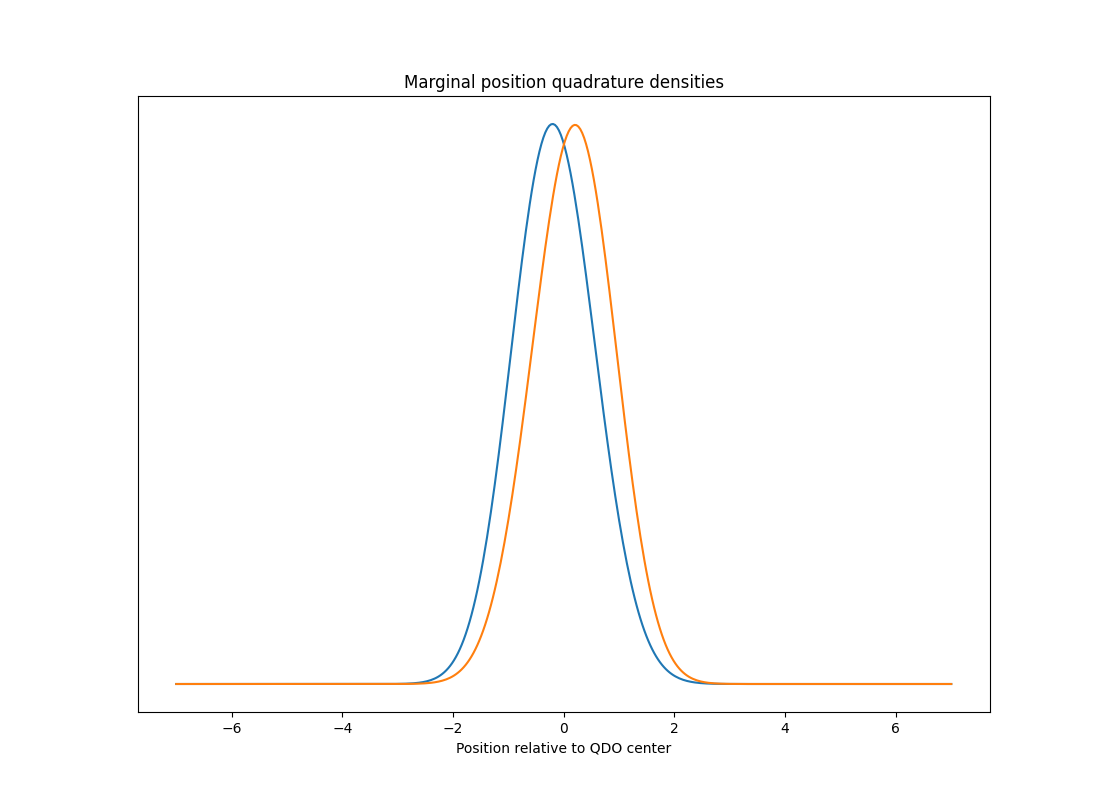 Marginal position quadrature densities
−6 −4 −2 0 2 4 6
Position relative to QDO center